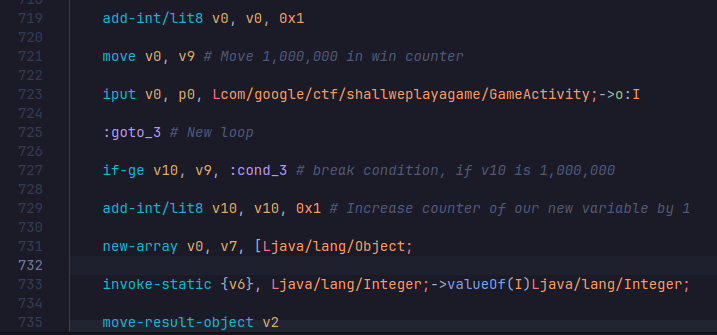 719 add-int/lit8 v0, v0, 0x1
720
721 move v0, v9 # Move 1,000,000 in win counter
722
723 iput v0, p0, Lcom/google/ctf/shallweplayagame/GameActivity;->o:I
724
725 :goto_3 # New loop
726
727 if-ge v10, v9, :cond_3 # break condition, if v10 is 1,000,000
728
729 add-int/lit8 v10, v10, 0x1 # Increase counter of our new variable by 1
730
731 new-array v0, v7, [Ljava/lang/Object;
732
733 invoke-static {v6}, Ljava/lang/Integer;->valueOf(I)Ljava/lang/Integer;
734
735 move-result-object v2